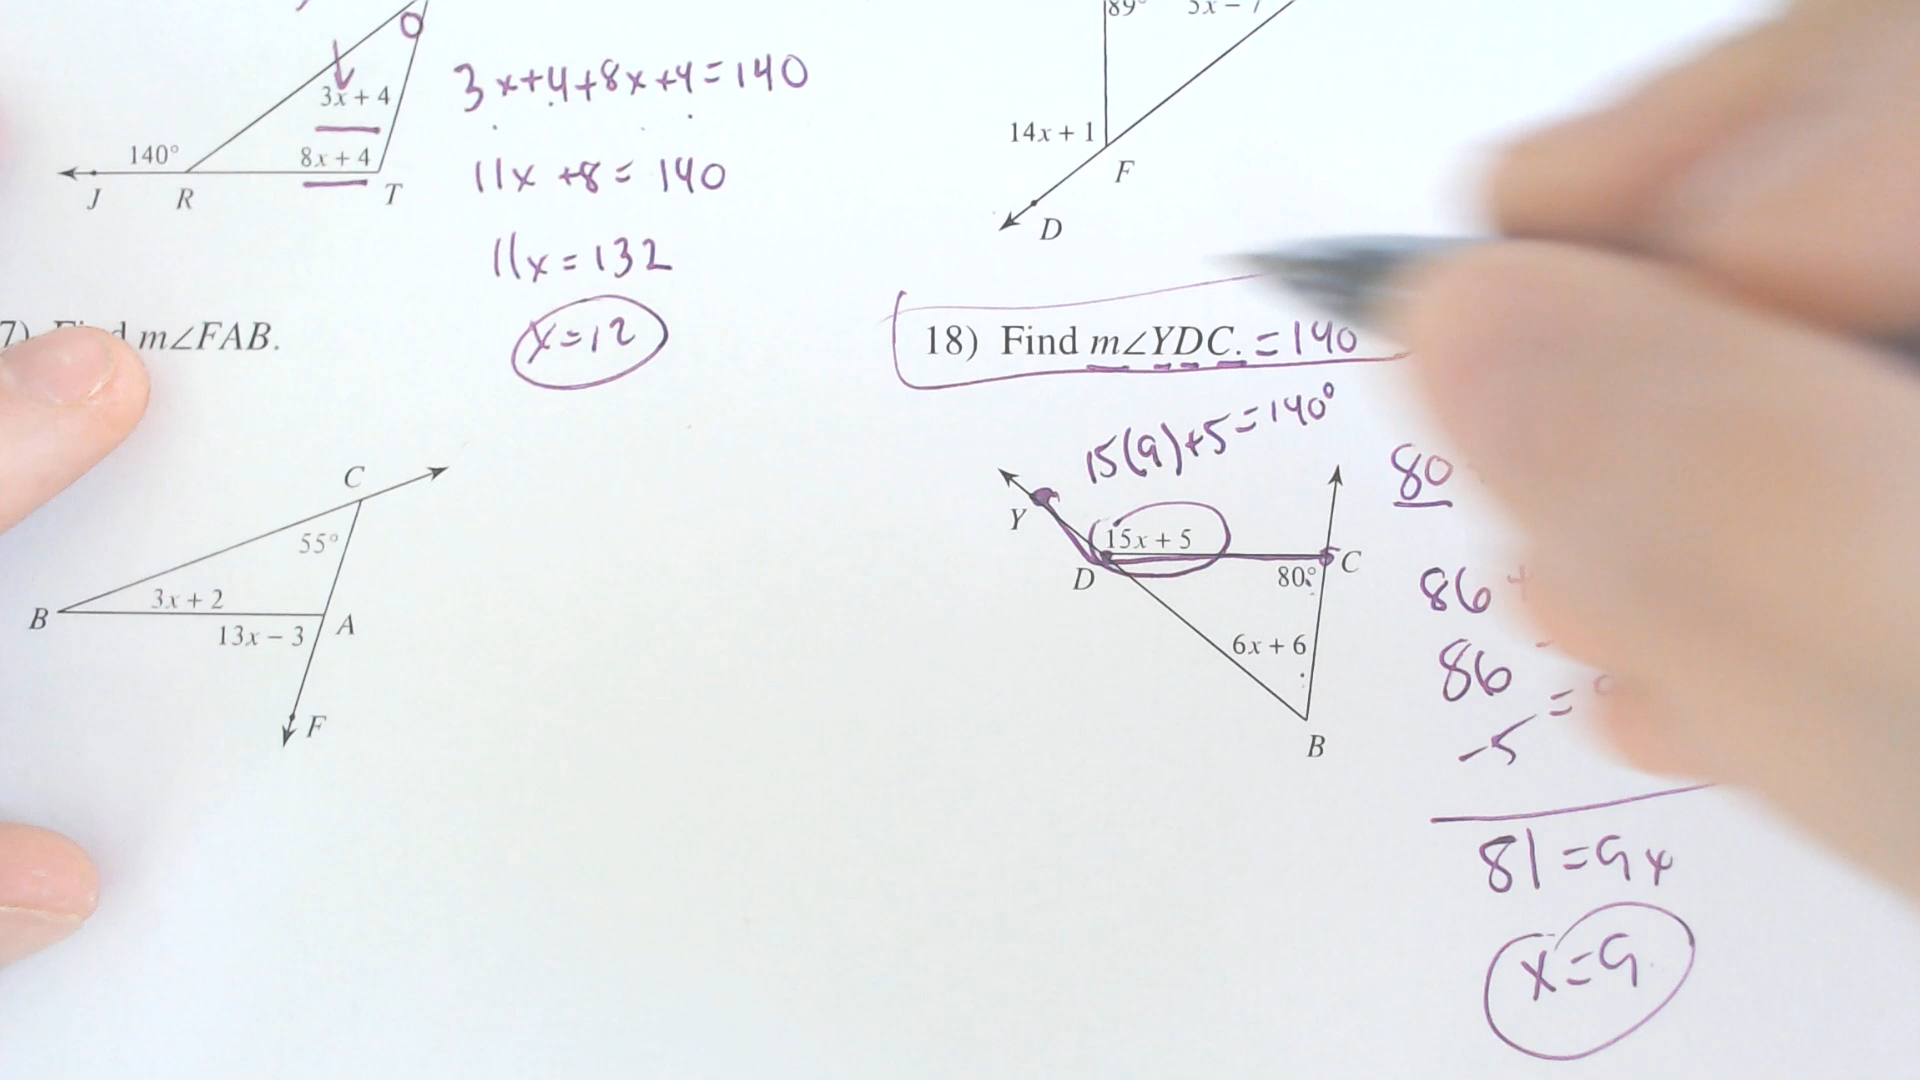 3x + 4
140°
8x + 4
J
R
T
3x+4+8x+4=140
11x +8 = 140
11x = 132
x=12
89°
14x + 1
F
D
7)
m∠FAB.
C
55°
3x + 2
B
13x − 3
A
F
18) Find m∠YDC. = 140
15(9)+5=140°
Y
15x + 5
D
80°
C
6x + 6
B
80
86
86
-5
=
81 = 9x
x=9